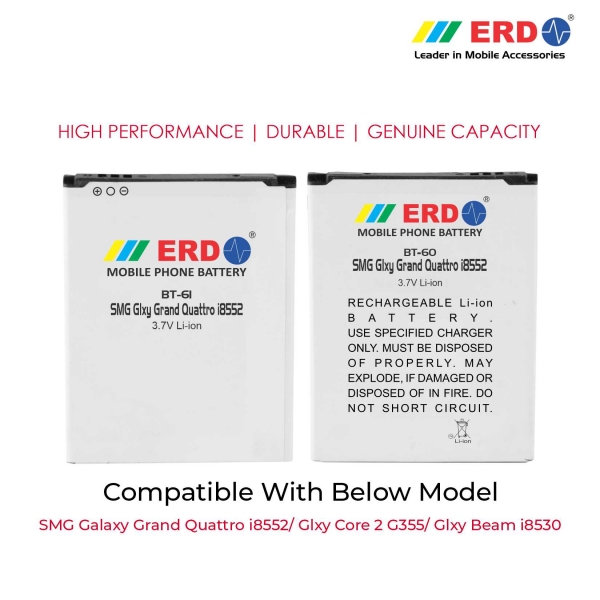 ERD®
Leader in Mobile Accessories
HIGH PERFORMANCE | DURABLE | GENUINE CAPACITY
ERD®
MOBILE PHONE BATTERY
BT-61
SMG Glxy Grand Quattro i8552
3.7V Li-ion
ERD®
MOBILE PHONE BATTERY
BT-60
SMG Glxy Grand Quattro i8552
3.7V Li-ion
RECHARGEABLE Li-ion
BATTERY.
USE SPECIFIED CHARGER
ONLY. MUST BE DISPOSED
OF PROPERLY. MAY
EXPLODE, IF DAMAGED OR
DISPOSED OF IN FIRE. DO
NOT SHORT CIRCUIT.
Li-ion
Compatible With Below Model
SMG Galaxy Grand Quattro i8552/ Glxy Core 2 G355/ Glxy Beam i8530